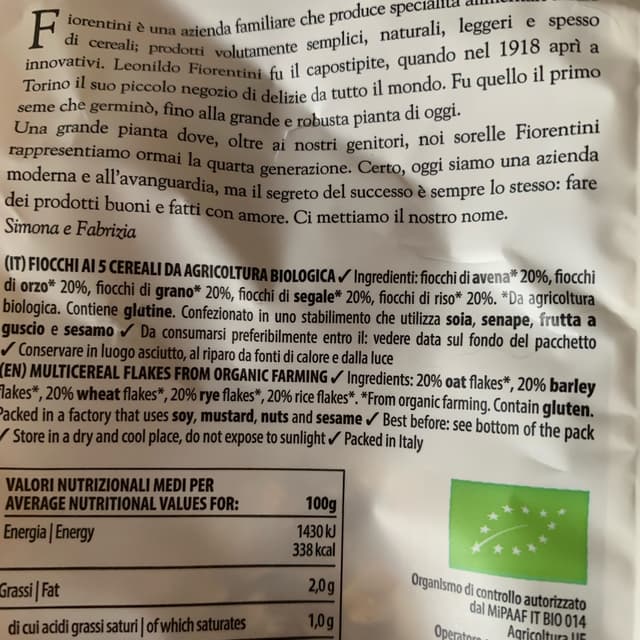 Fiorentini è una azienda familiare che produce specialità
di cereali; prodotti volutamente semplici, naturali, leggeri e spesso
innovativi. Leonildo Fiorentini fu il capostipite, quando nel 1918 aprì a
Torino il suo piccolo negozio di delizie da tutto il mondo. Fu quello il primo
seme che germinò, fino alla grande e robusta pianta di oggi.
Una grande pianta dove, oltre ai nostri genitori, noi sorelle Fiorentini
rappresentiamo ormai la quarta generazione. Certo, oggi siamo una azienda
moderna e all'avanguardia, ma il segreto del successo è sempre lo stesso: fare
dei prodotti buoni e fatti con amore. Ci mettiamo il nostro nome.
Simona e Fabrizia
(IT) FIOCCHI AI 5 CEREALI DA AGRICOLTURA BIOLOGICA ✓ Ingredienti: fiocchi di avena* 20%, fiocchi
di orzo* 20%, fiocchi di grano* 20%, fiocchi di segale* 20%, fiocchi di riso* 20%. *Da agricoltura
biologica. Contiene glutine. Confezionato in uno stabilimento che utilizza soia, senape, frutta a
guscio e sesamo ✓ Da consumarsi preferibilmente entro il: vedere data sul fondo del pacchetto
✓ Conservare in luogo asciutto, al riparo da fonti di calore e dalla luce
(EN) MULTICEREAL FLAKES FROM ORGANIC FARMING ✓ Ingredients: 20% oat flakes*, 20% barley
flakes*, 20% wheat flakes*, 20% rye flakes*, 20% rice flakes*. *From organic farming. Contain gluten.
Packed in a factory that uses soy, mustard, nuts and sesame ✓ Best before: see bottom of the pack
✓ Store in a dry and cool place, do not expose to sunlight ✓ Packed in Italy
VALORI NUTRIZIONALI MEDI PER
AVERAGE NUTRITIONAL VALUES FOR: 100g
Energia | Energy 1430 kJ
338 kcal
Grassi | Fat 2,0 g
di cui acidi grassi saturi | of which saturates 1,0 g
Organismo di controllo autorizzato
dal MiPAAF IT BIO 014
Agricoltura UE